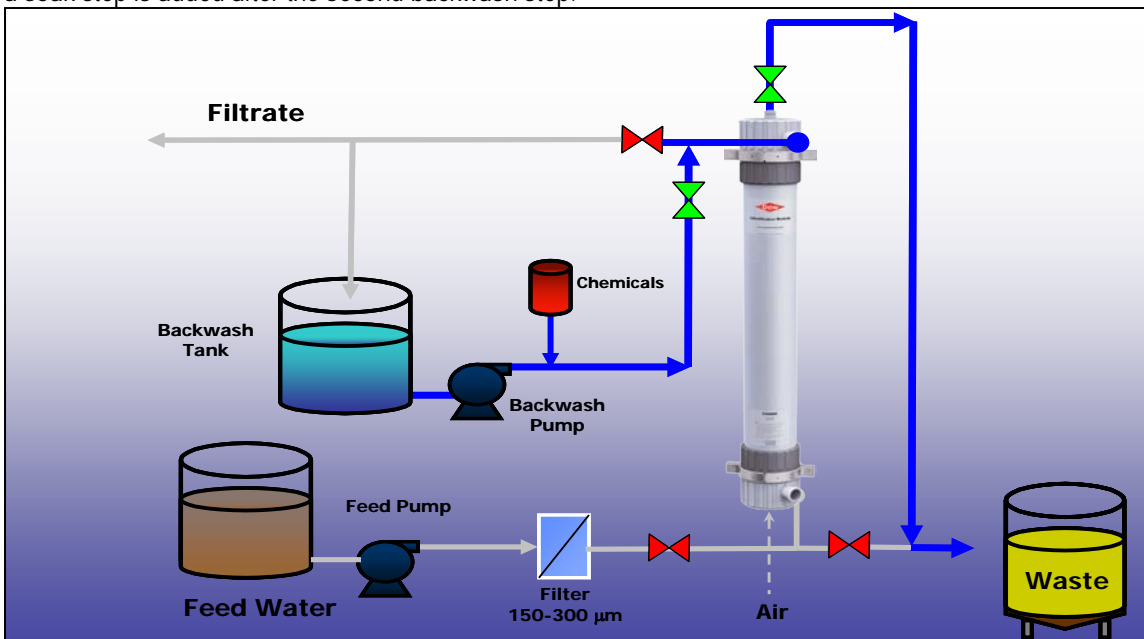 Filtrate
Chemicals
Backwash
Tank
Backwash
Pump
Feed Pump
Feed Water
Filter
150-300 µm
Air
Waste